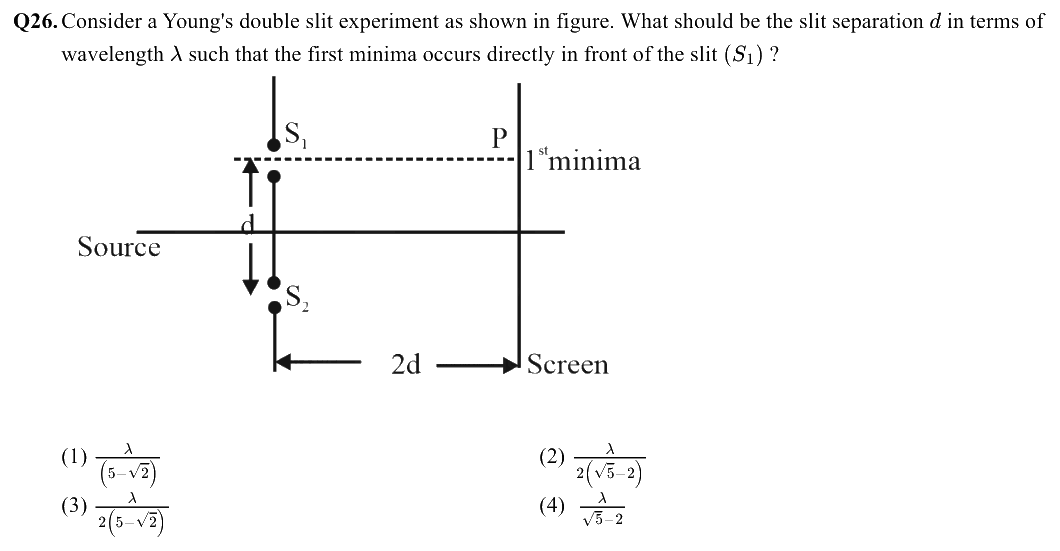 Q26. Consider a Young's double slit experiment as shown in figure. What should be the slit separation d in terms of
wavelength λ such that the first minima occurs directly in front of the slit (S₁) ?
S₁
P
1ˢᵗ minima
d
Source
S₂
2d
Screen
(1) λ/(5−√2)
(2) λ/2(√5−2)
(3) λ/2(5−√2)
(4) λ/√5−2